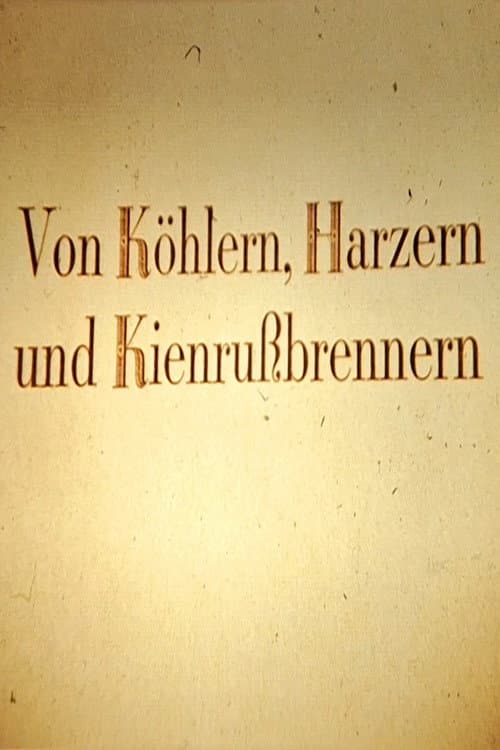 Von Köhlern, Harzern
und Kienrußbrennern